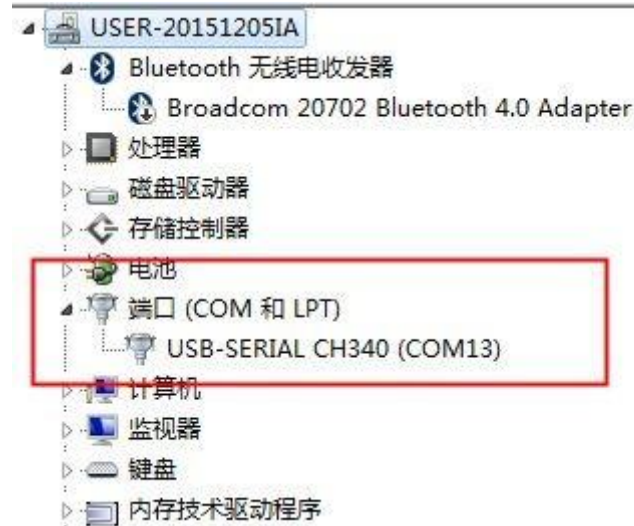 USER-20151205IA
Bluetooth 无线电收发器
Broadcom 20702 Bluetooth 4.0 Adapter
处理器
磁盘驱动器
存储控制器
电池
端口 (COM 和 LPT)
USB-SERIAL CH340 (COM13)
计算机
监视器
键盘
内存技术驱动程序